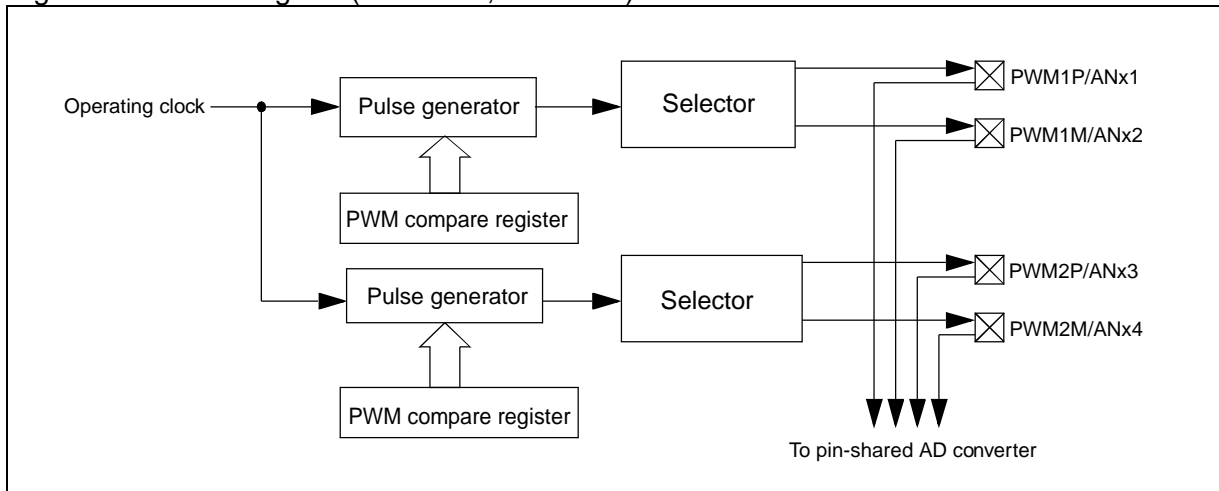 Operating clock
Pulse generator
Selector
PWM1P/ANx1
PWM1M/ANx2
PWM compare register
Pulse generator
Selector
PWM2P/ANx3
PWM2M/ANx4
PWM compare register
To pin-shared AD converter